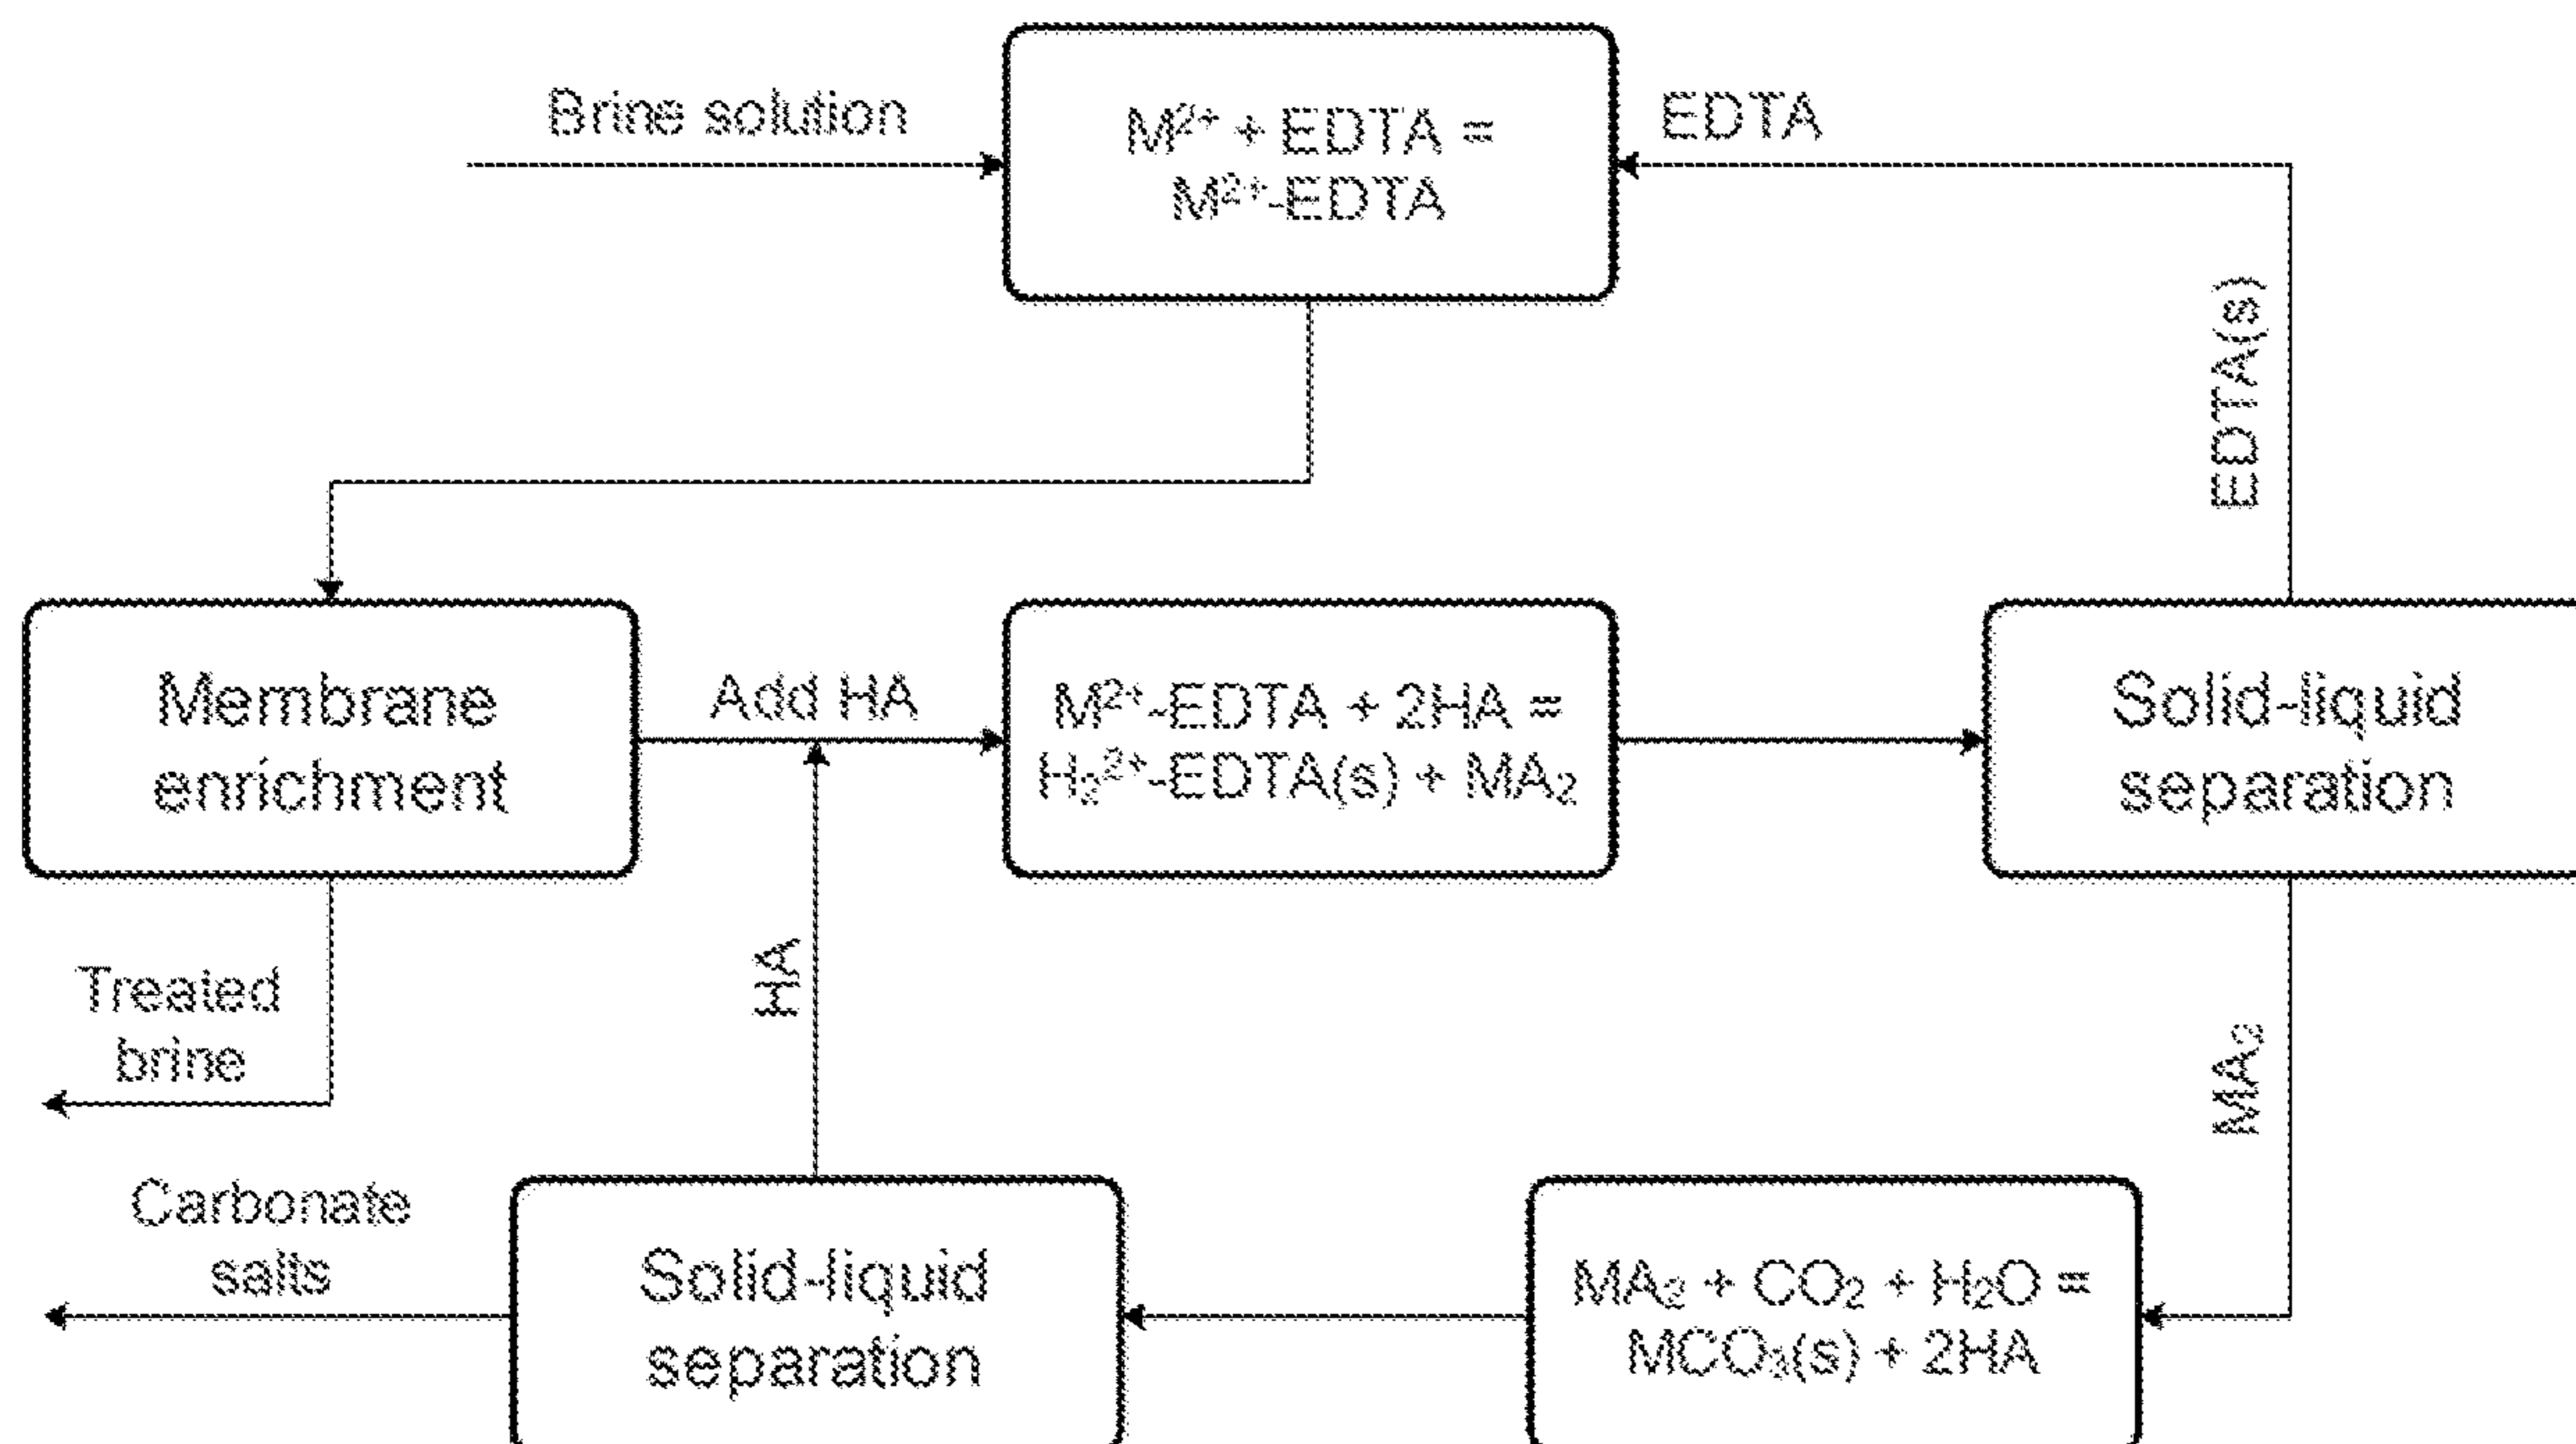 Brine solution
M²⁺ + EDTA =
M²⁺-EDTA
EDTA
EDTA(s)
Membrane
enrichment
Add HA
M²⁺-EDTA + 2HA =
H₂²⁺-EDTA(s) + MA₂
Solid-liquid
separation
Treated
brine
HA
MA₂
Carbonate
salts
Solid-liquid
separation
MA₂ + CO₂ + H₂O =
MCO₃(s) + 2HA